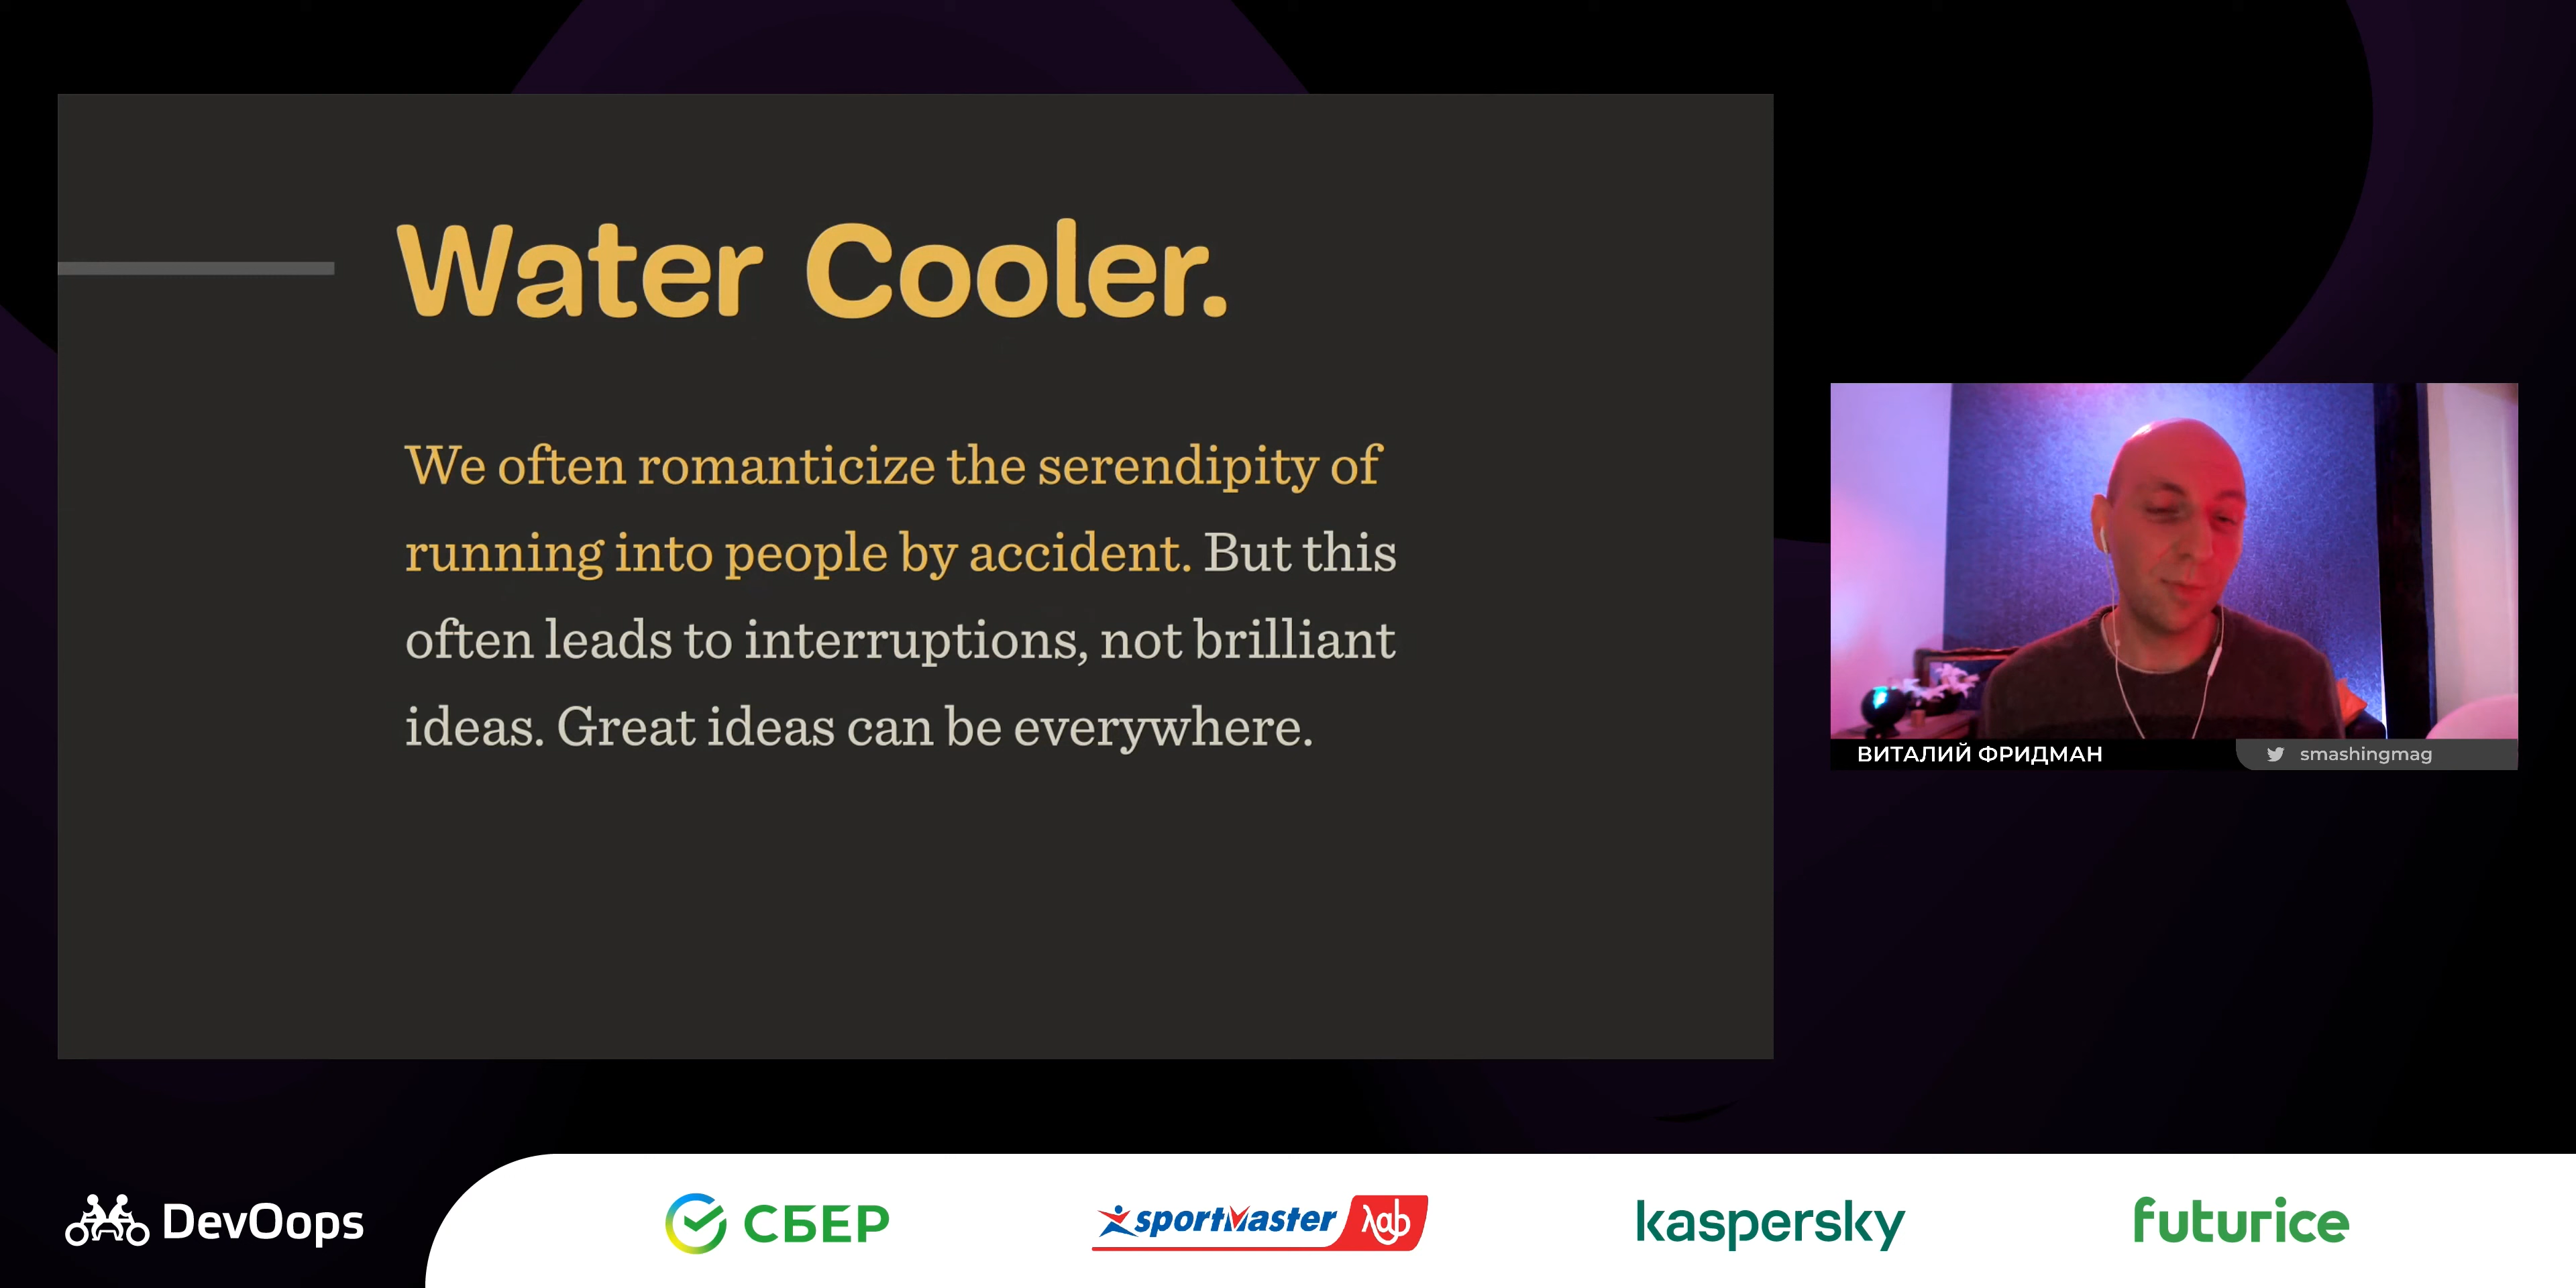 Water Cooler.
We often romanticize the serendipity of
running into people by accident. But this
often leads to interruptions, not brilliant
ideas. Great ideas can be everywhere.
ВИТАЛИЙ ФРИДМАН
smashingmag
DevOops
СБЕР
sportmaster лаб
kaspersky
futurice